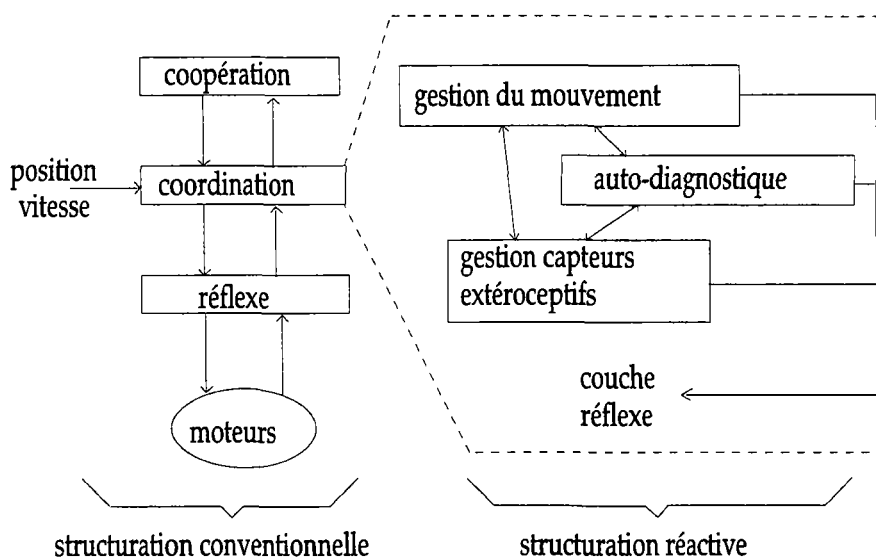 coopération
position
vitesse
coordination
réflexe
moteurs
structuration conventionnelle
gestion du mouvement
auto-diagnostique
gestion capteurs
extéroceptifs
couche
réflexe
structuration réactive